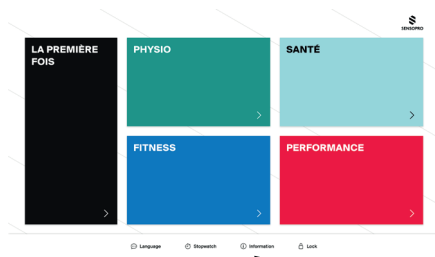 SENSOPRO
LA PREMIÈRE
FOIS
PHYSIO
SANTÉ
FITNESS
PERFORMANCE
Language
Stopwatch
Information
Lock